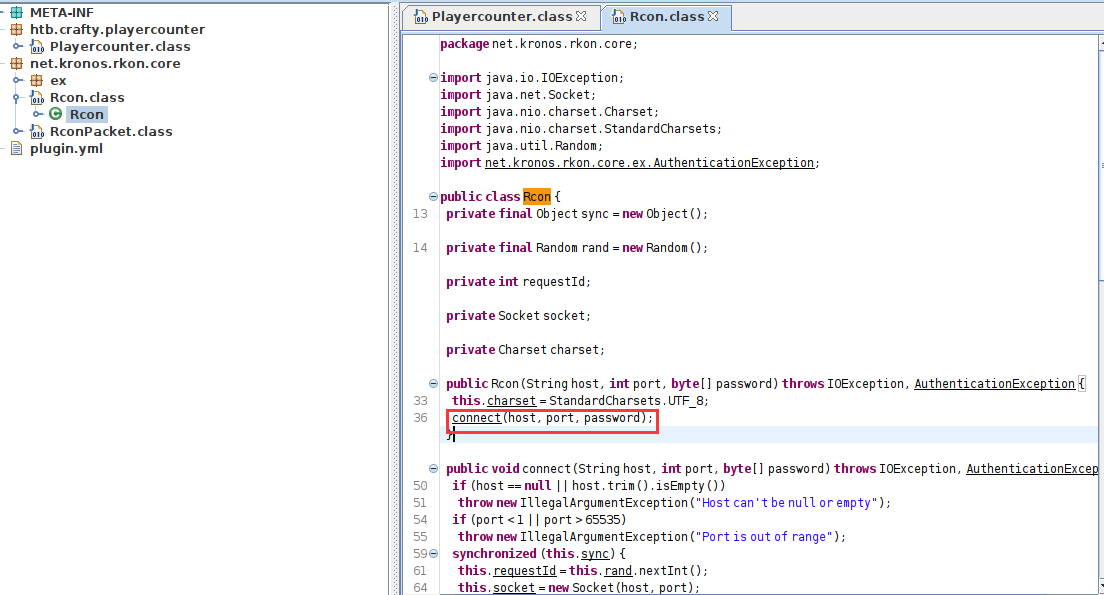 META-INF
htb.crafty.playercounter
Playercounter.class
net.kronos.rkon.core
ex
Rcon.class
Rcon
RconPacket.class
plugin.yml
Playercounter.class Rcon.class
package net.kronos.rkon.core;
import java.io.IOException;
import java.net.Socket;
import java.nio.charset.Charset;
import java.nio.charset.StandardCharsets;
import java.util.Random;
import net.kronos.rkon.core.ex.AuthenticationException;
public class Rcon {
13 private final Object sync = new Object();
14 private final Random rand = new Random();
private int requestId;
private Socket socket;
private Charset charset;
public Rcon(String host, int port, byte[] password) throws IOException, AuthenticationException {
33 this.charset = StandardCharsets.UTF_8;
36 connect(host, port, password);
}
public void connect(String host, int port, byte[] password) throws IOException, AuthenticationExcep
50 if (host == null || host.trim().isEmpty())
51 throw new IllegalArgumentException("Host can't be null or empty");
54 if (port < 1 || port > 65535)
55 throw new IllegalArgumentException("Port is out of range");
59 synchronized (this.sync) {
61 this.requestId = this.rand.nextInt();
64 this.socket = new Socket(host, port);